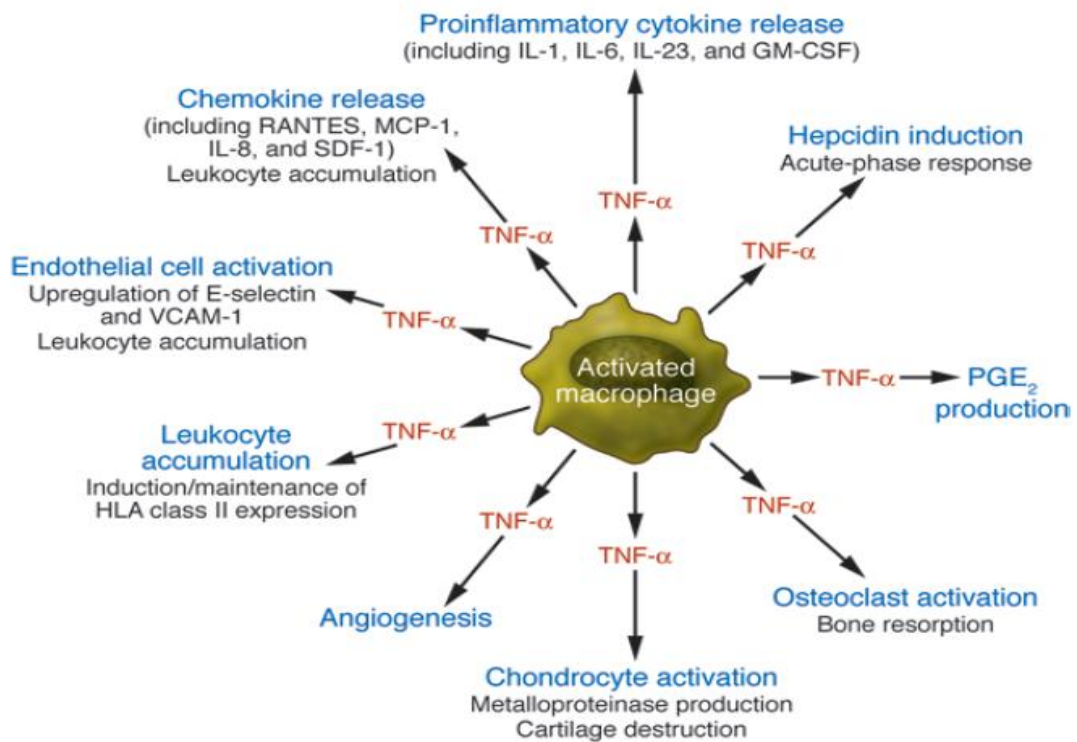 Proinflammatory cytokine release
(including IL-1, IL-6, IL-23, and GM-CSF)
Chemokine release
(including RANTES, MCP-1,
IL-8, and SDF-1)
Leukocyte accumulation
Hepcidin induction
Acute-phase response
TNF-α
TNF-α
TNF-α
Endothelial cell activation
Upregulation of E-selectin
and VCAM-1
Leukocyte accumulation
TNF-α
Activated
macrophage
TNF-α
PGE₂
production
TNF-α
Leukocyte
accumulation
Induction/maintenance of
HLA class II expression
TNF-α
TNF-α
TNF-α
Angiogenesis
Osteoclast activation
Bone resorption
Chondrocyte activation
Metalloproteinase production
Cartilage destruction